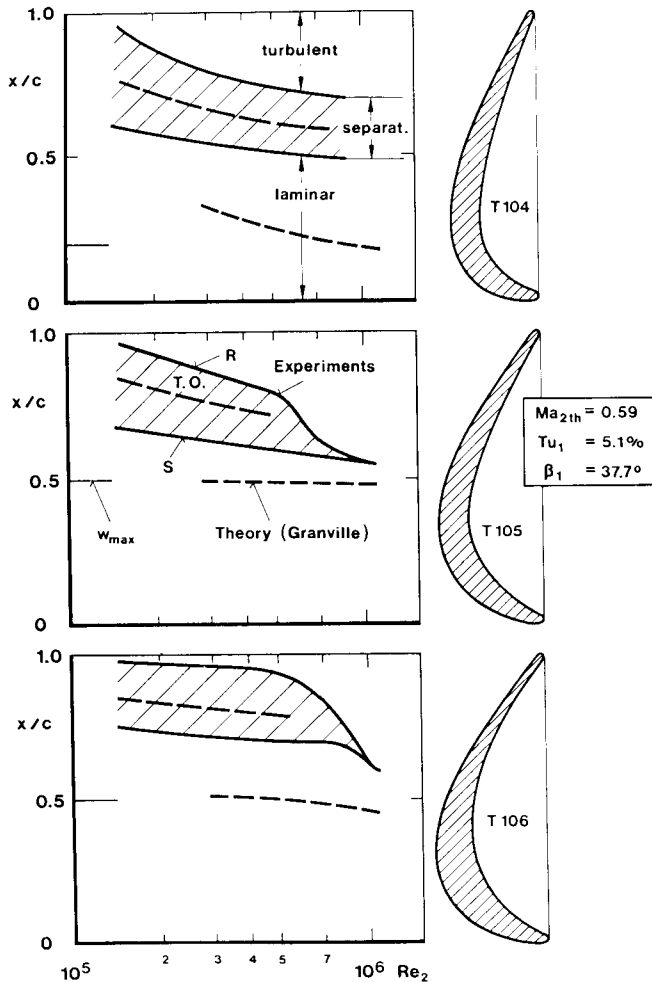 1.0
x/c
0.5
0
turbulent
separat.
laminar
T 104
1.0
x/c
0.5
0
R
T.O.
Experiments
S
w_max
Theory (Granville)
T 105
Ma_2th = 0.59
Tu_1 = 5.1‰
β_1 = 37.7°
1.0
x/c
0.5
0
T 106
10^5 2 3 4 5 7 10^6 Re_2